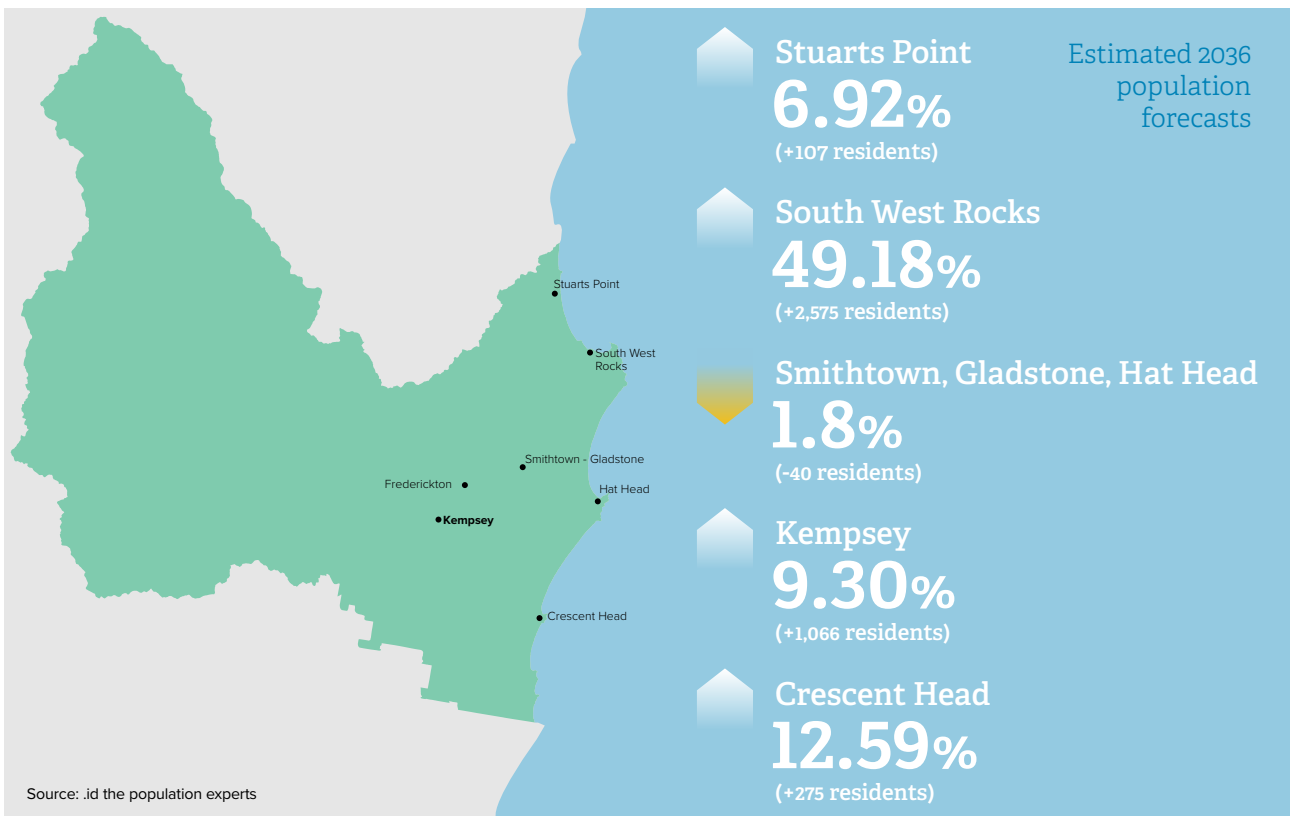 Estimated 2036
population
forecasts
Stuarts Point
6.92%
(+107 residents)
South West Rocks
49.18%
(+2,575 residents)
Smithtown, Gladstone, Hat Head
1.8%
(-40 residents)
Kempsey
9.30%
(+1,066 residents)
Crescent Head
12.59%
(+275 residents)
Stuarts Point
South West
Rocks
Smithtown - Gladstone
Frederickton
Hat Head
Kempsey
Crescent Head
Source: .id the population experts